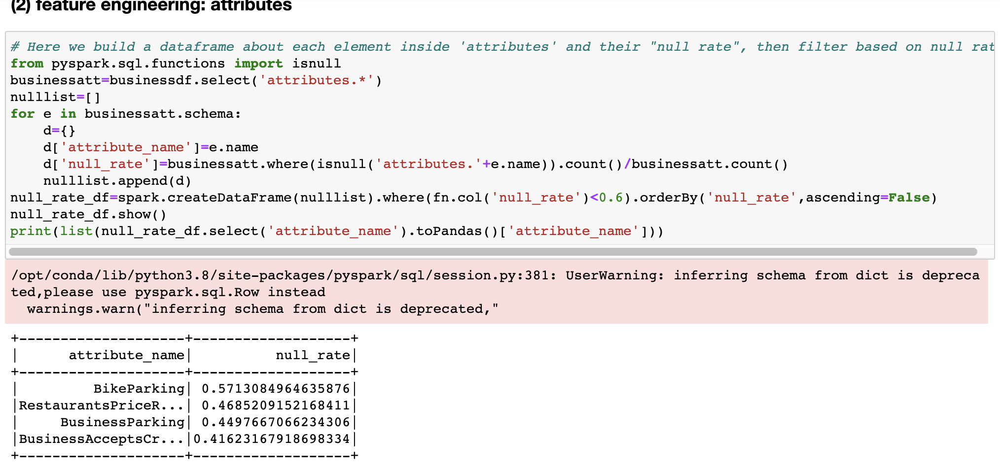 (2) feature engineering: attributes
# Here we build a dataframe about each element inside 'attributes' and their "null rate", then filter based on null rat
from pyspark.sql.functions import isnull
businessatt=businessdf.select('attributes.*')
nulllist=[]
for e in businessatt.schema:
    d={}
    d['attribute_name']=e.name
    d['null_rate']=businessatt.where(isnull('attributes.'+e.name)).count()/businessatt.count()
    nulllist.append(d)
null_rate_df=spark.createDataFrame(nulllist).where(fn.col('null_rate')<0.6).orderBy('null_rate',ascending=False)
null_rate_df.show()
print(list(null_rate_df.select('attribute_name').toPandas()['attribute_name']))
/opt/conda/lib/python3.8/site-packages/pyspark/sql/session.py:381: UserWarning: inferring schema from dict is depreca
ted,please use pyspark.sql.Row instead
  warnings.warn("inferring schema from dict is deprecated,"
+--------------------+-------------------+
|      attribute_name|          null_rate|
+--------------------+-------------------+
|         BikeParking| 0.5713084964635876|
|RestaurantsPriceR...| 0.4685209152168411|
|     BusinessParking| 0.4497667066234306|
|BusinessAcceptsCr...|0.41623167918698334|
+--------------------+-------------------+